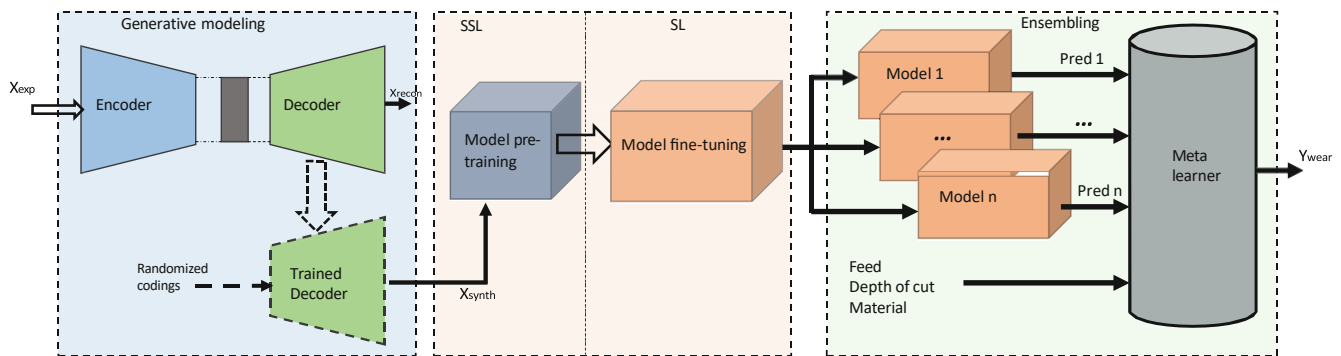 Generative modeling
Xexp
Encoder
Decoder
Xrecon
Randomized
codings
Trained
Decoder
Xsynth
SSL
SL
Model pre-
training
Model fine-tuning
Ensembling
Model 1
Pred 1
...
...
Model n
Pred n
Feed
Depth of cut
Material
Meta
learner
Ywear